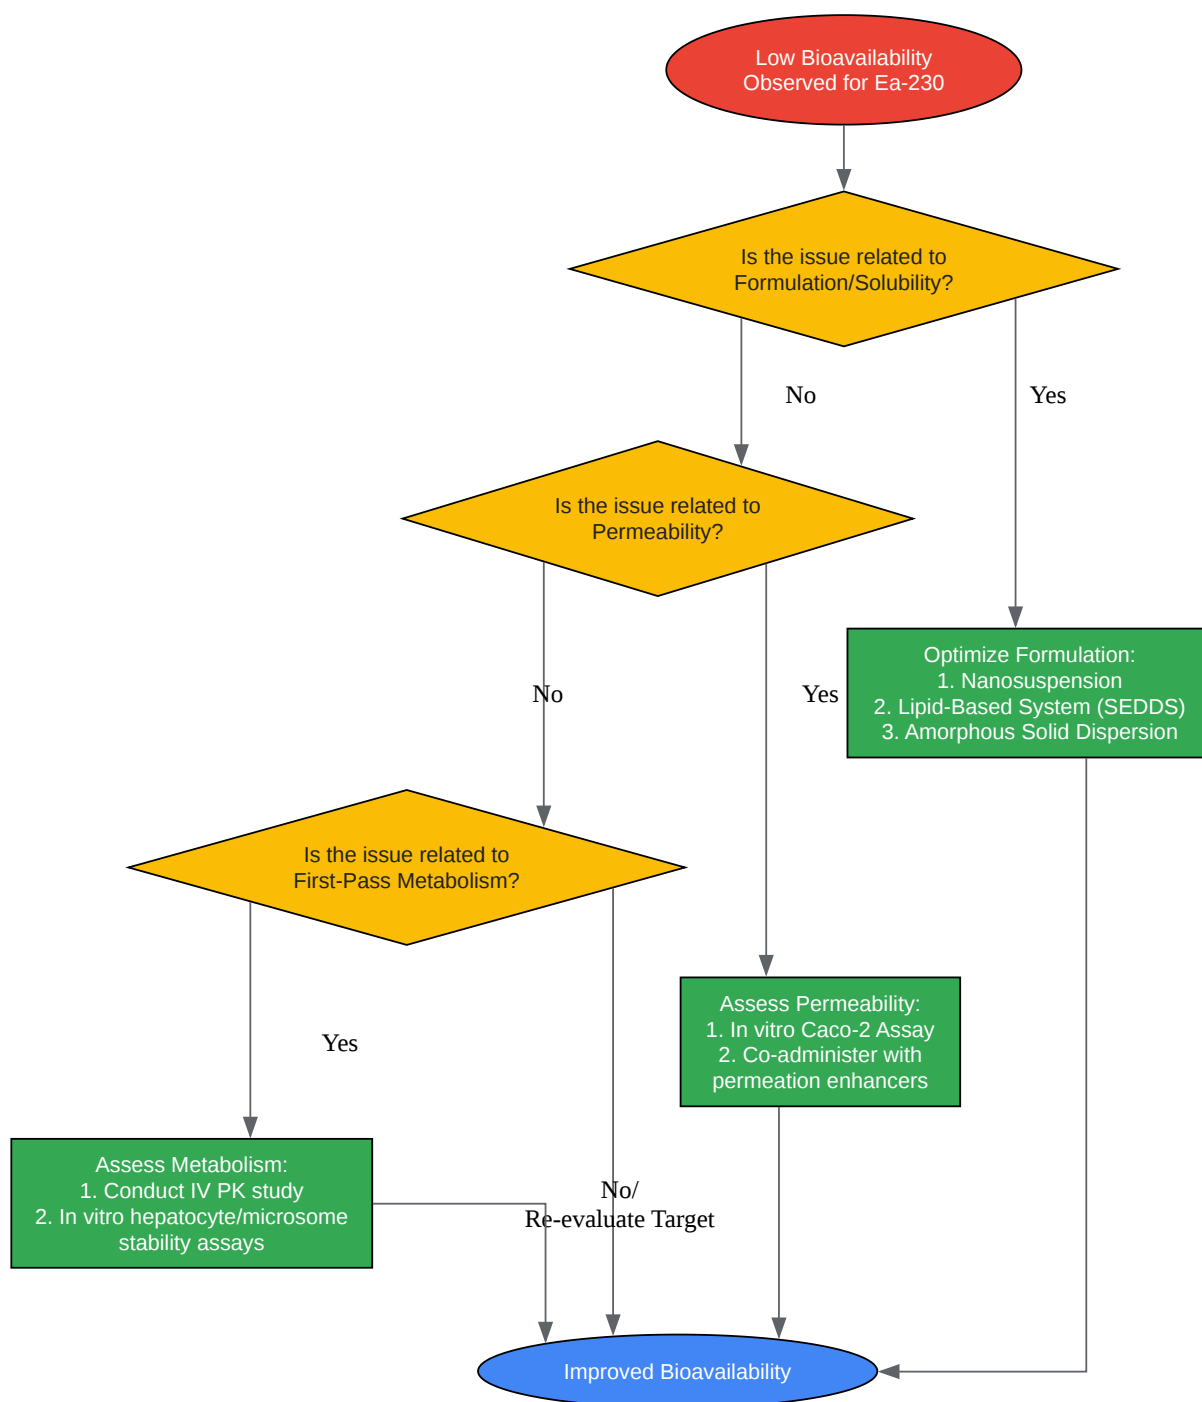 Low Bioavailability
Observed for Ea-230
Is the issue related to
Formulation/Solubility?
No
Yes
Is the issue related to
Permeability?
No
Yes
Optimize Formulation:
1. Nanosuspension
2. Lipid-Based System (SEDDS)
3. Amorphous Solid Dispersion
Is the issue related to
First-Pass Metabolism?
Yes
Assess Permeability:
1. In vitro Caco-2 Assay
2. Co-administer with
permeation enhancers
Assess Metabolism:
1. Conduct IV PK study
2. In vitro hepatocyte/microsome
stability assays
No/
Re-evaluate Target
Improved Bioavailability